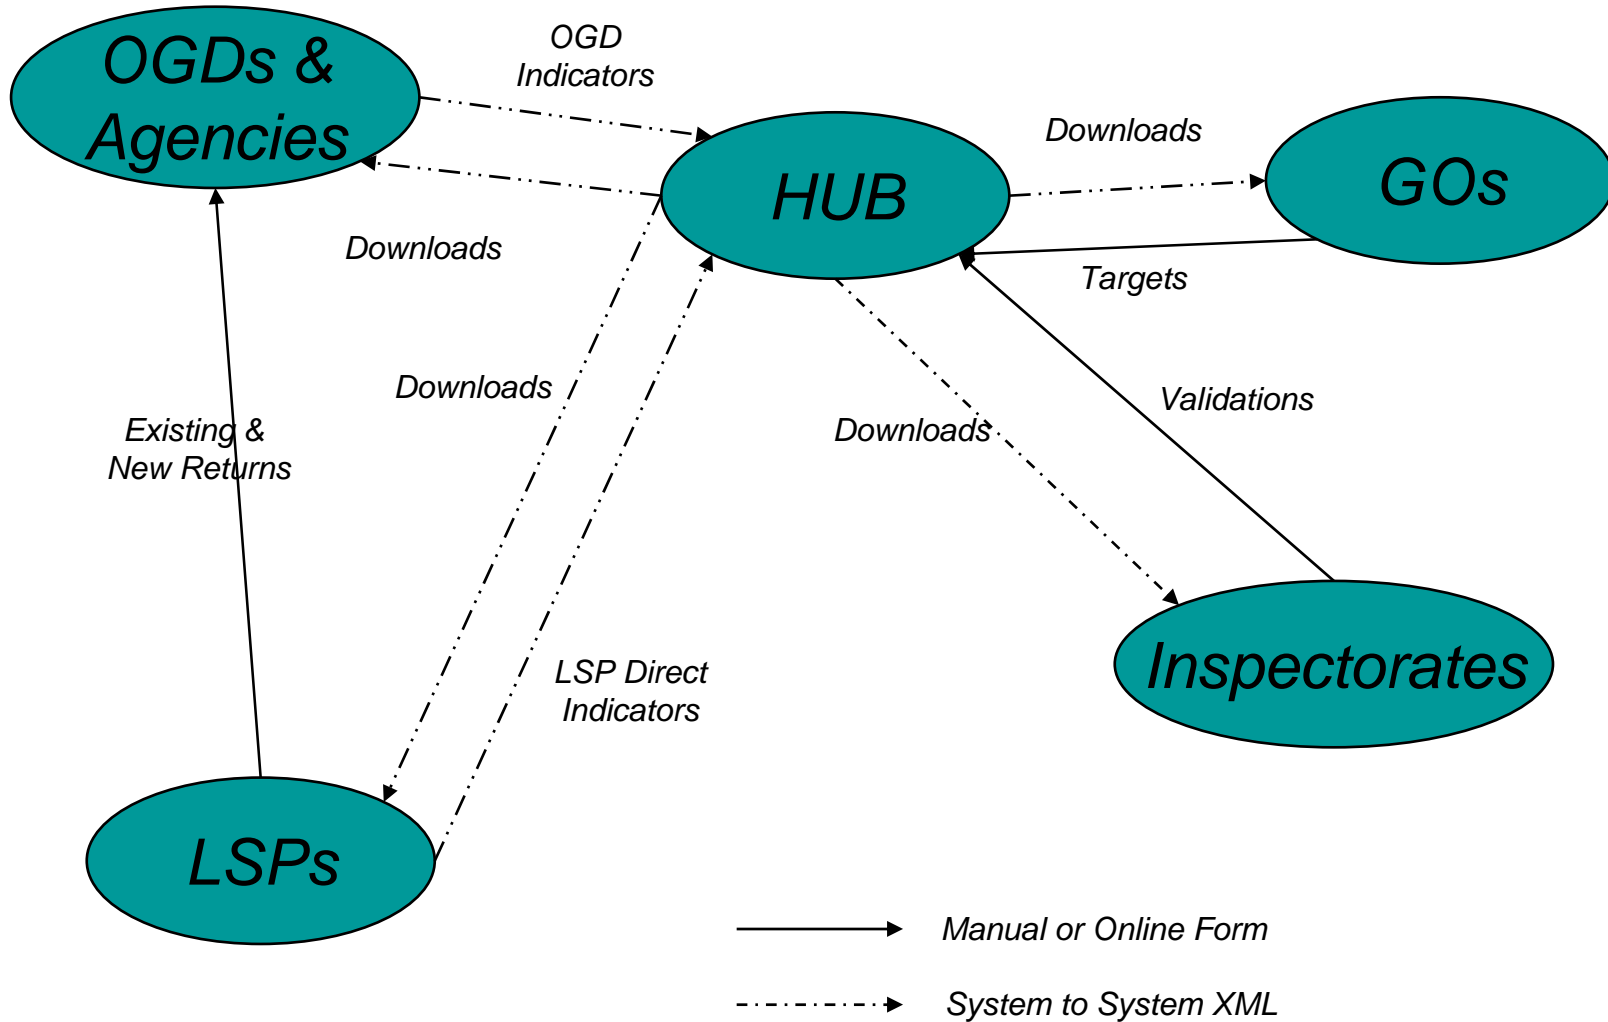 OGDs &
Agencies
OGD
Indicators
HUB
Downloads
GOs
Downloads
Targets
Downloads
Validations
Existing &
New Returns
Downloads
LSP Direct
Indicators
Inspectorates
LSPs
Manual or Online Form
System to System XML